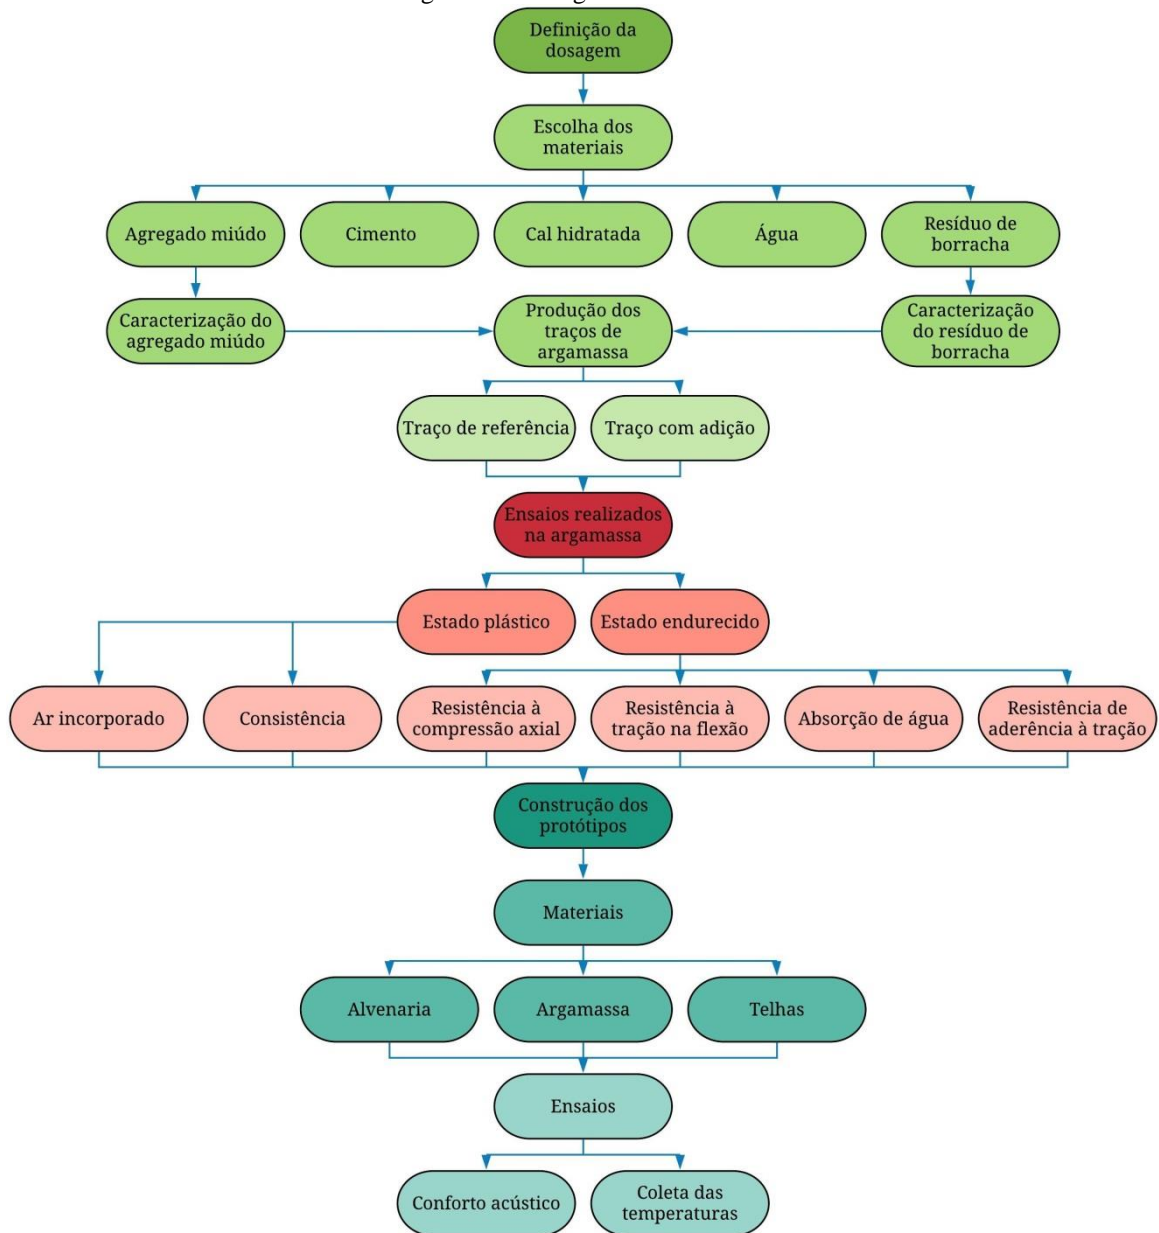 Definição da
dosagem
Escolha dos
materiais
Agregado miúdo
Cimento
Cal hidratada
Água
Resíduo de
borracha
Caracterização do
agregado miúdo
Produção dos
traços de
argamassa
Caracterização
do resíduo de
borracha
Traço de referência
Traço com adição
Ensaios realizados
na argamassa
Estado plástico
Estado endurecido
Ar incorporado
Consistência
Resistência à
compressão axial
Resistência à
tração na flexão
Absorção de água
Resistência de
aderência à tração
Construção dos
protótipos
Materiais
Alvenaria
Argamassa
Telhas
Ensaios
Conforto acústico
Coleta das
temperaturas